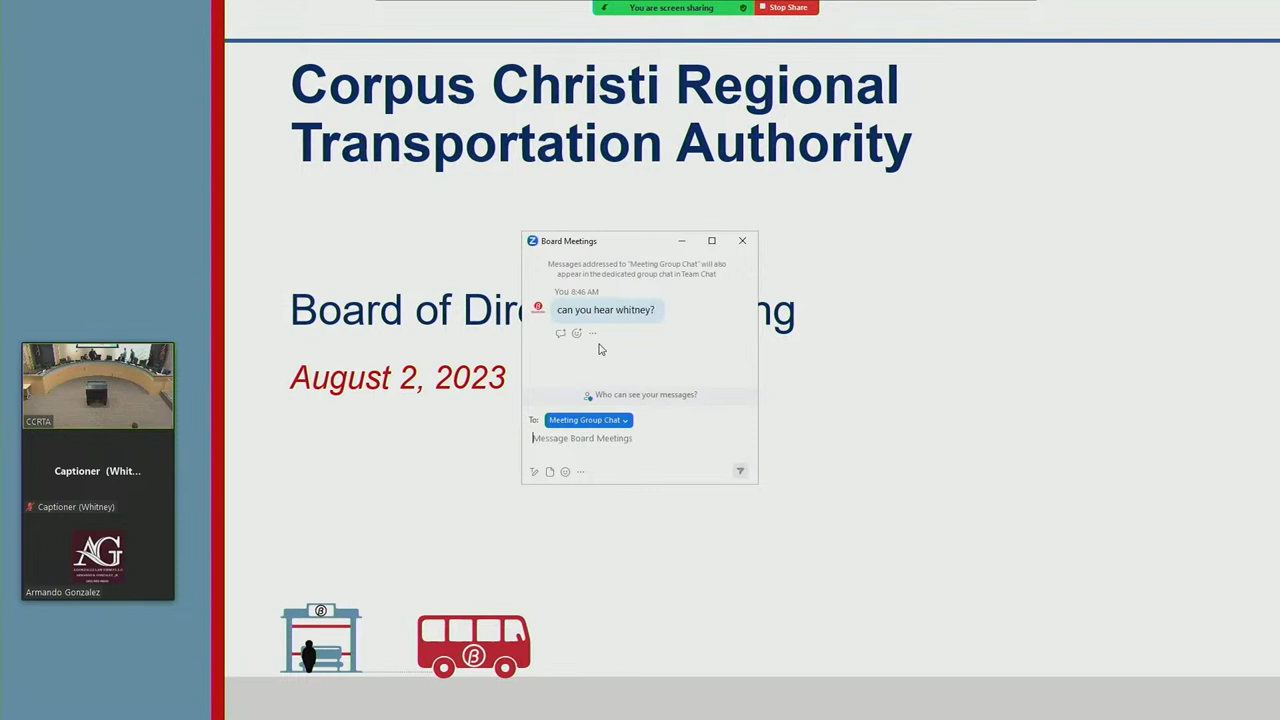 You are screen sharing
Stop Share
Corpus Christi Regional
Transportation Authority
Board Meetings
Messages addressed to "Meeting Group Chat" will also
appear in the dedicated group chat in Team Chat
You 8:46 AM
can you hear whitney?
Board of Dir
ng
August 2, 2023
Who can see your messages?
To: Meeting Group Chat
Message Board Meetings
CCRTA
Captioner (Whit...
Captioner (Whitney)
AG
Armando Gonzalez